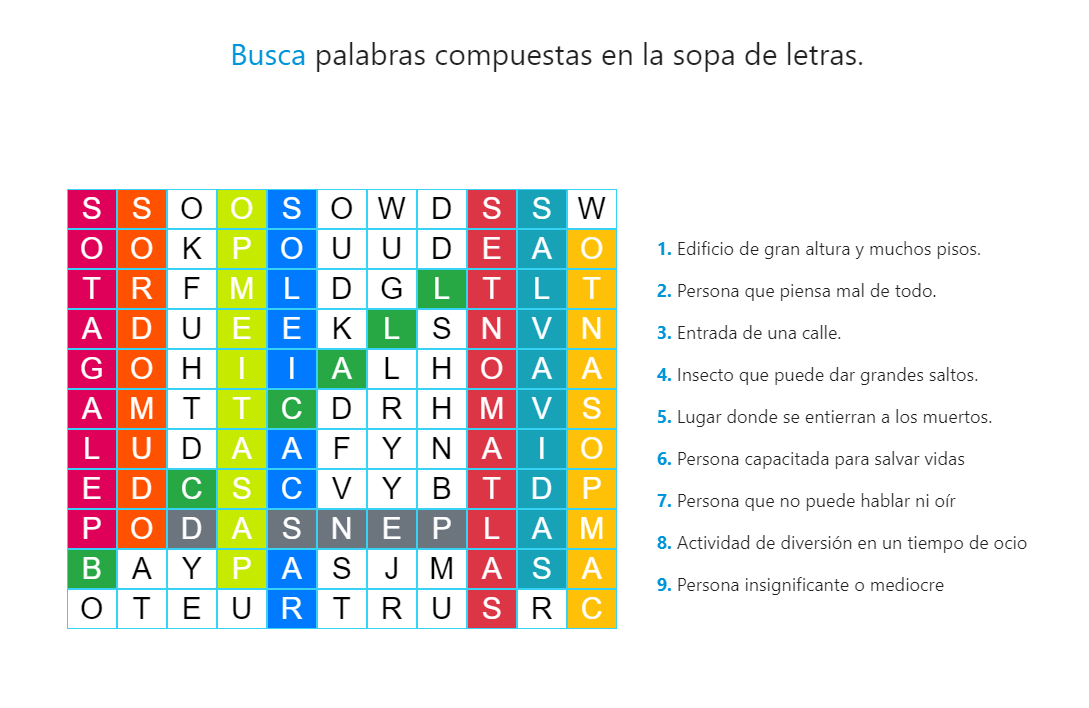 Busca palabras compuestas en la sopa de letras.
S S O O S O W D S S W
O O K P O U U D E A O
T R F M L D G L T L T
A D U E E K L S N V N
G O H I I A L H O A A
A M T T C D R H M V S
L U D A A F Y N A I O
E D C S C V Y B T D P
P O D A S N E P L A M
B A Y P A S J M A S A
O T E U R T R U S R C
1. Edificio de gran altura y muchos pisos.
2. Persona que piensa mal de todo.
3. Entrada de una calle.
4. Insecto que puede dar grandes saltos.
5. Lugar donde se entierran a los muertos.
6. Persona capacitada para salvar vidas
7. Persona que no puede hablar ni oír
8. Actividad de diversión en un tiempo de ocio
9. Persona insignificante o mediocre